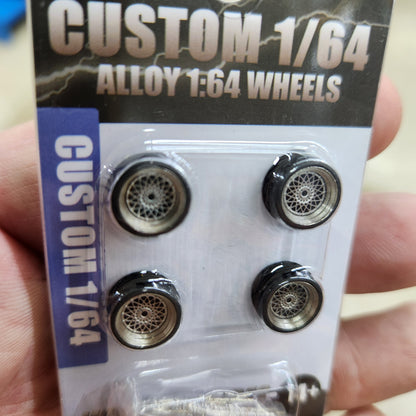 CUSTOM 1/64
ALLOY 1:64 WHEELS
CUSTOM 1/64